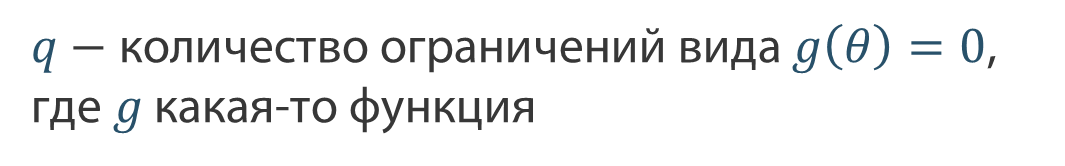 q – количество ограничений вида g(θ) = 0,
где g какая-то функция